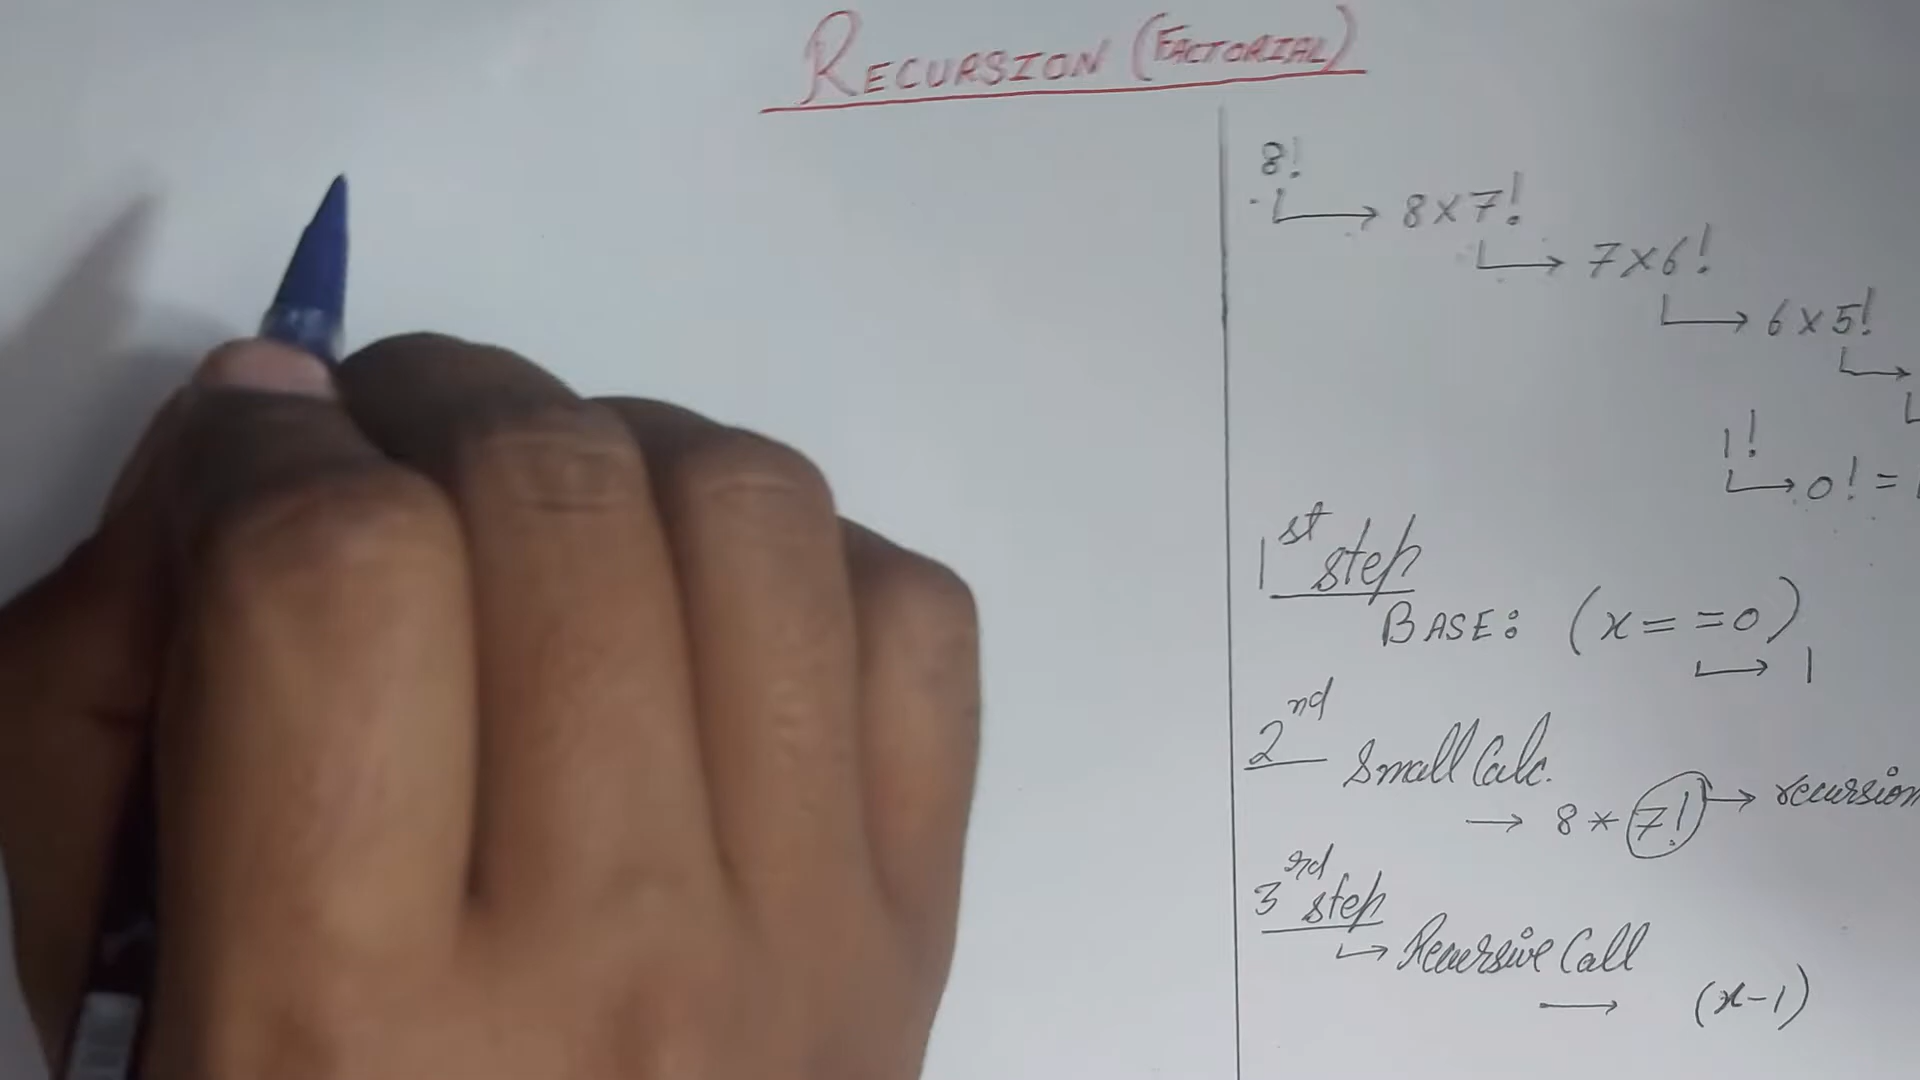 RECURSION (FACTORIAL)
8!
8×7!
7×6!
6×5!
1!
0! =
1st step
BASE: (x==0)
1
2nd Small Calc.
8 * 7! → recursion
3rd step
Recursive Call
(x-1)